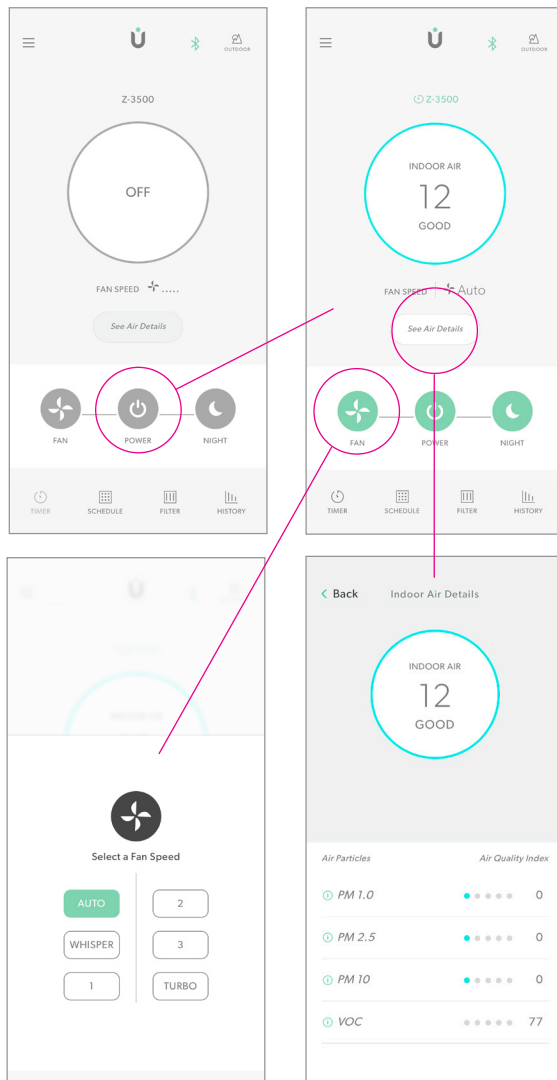 OUTDOOR
Z-3500
OFF
FAN SPEED .....
See Air Details
FAN
POWER
NIGHT
TIMER
SCHEDULE
FILTER
HISTORY
OUTDOOR
Z-3500
INDOOR AIR
12
GOOD
FAN SPEED | Auto
See Air Details
FAN
POWER
NIGHT
TIMER
SCHEDULE
FILTER
HISTORY
Select a Fan Speed
AUTO
2
WHISPER
3
1
TURBO
Back Indoor Air Details
INDOOR AIR
12
GOOD
Air Particles Air Quality Index
PM 1.0 0
PM 2.5 0
PM 10 0
VOC 77